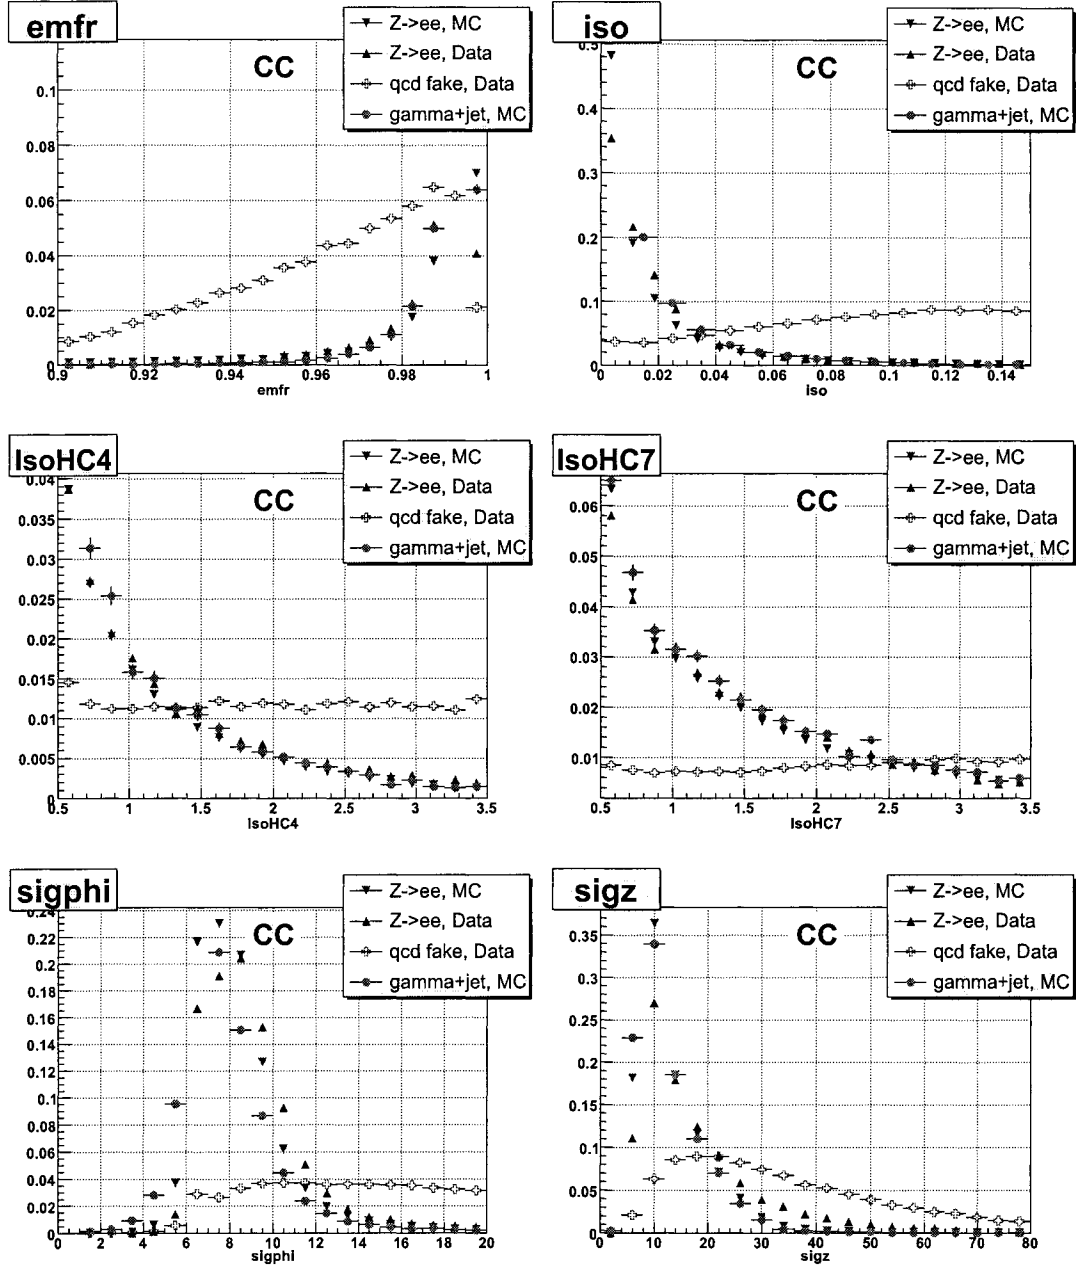 emfr
Z->ee, MC
Z->ee, Data
qcd fake, Data
gamma+jet, MC
CC
0.1
0.08
0.06
0.04
0.02
0
0.9 0.92 0.94 0.96 0.98 1
emfr
iso
Z->ee, MC
Z->ee, Data
qcd fake, Data
gamma+jet, MC
CC
0.5
0.4
0.3
0.2
0.1
0
0 0.02 0.04 0.06 0.08 0.1 0.12 0.14
iso
IsoHC4
Z->ee, MC
Z->ee, Data
qcd fake, Data
gamma+jet, MC
CC
0.04
0.035
0.03
0.025
0.02
0.015
0.01
0.005
0
0.5 1 1.5 2 2.5 3 3.5
IsoHC4
IsoHC7
Z->ee, MC
Z->ee, Data
qcd fake, Data
gamma+jet, MC
CC
0.06
0.05
0.04
0.03
0.02
0.01
0.5 1 1.5 2 2.5 3 3.5
IsoHC7
sigphi
Z->ee, MC
Z->ee, Data
qcd fake, Data
gamma+jet, MC
CC
0.24
0.22
0.2
0.18
0.16
0.14
0.12
0.1
0.08
0.06
0.04
0.02
0
0 2 4 6 8 10 12 14 16 18 20
sigphi
sigz
Z->ee, MC
Z->ee, Data
qcd fake, Data
gamma+jet, MC
CC
0.35
0.3
0.25
0.2
0.15
0.1
0.05
0
0 10 20 30 40 50 60 70 80
sigz